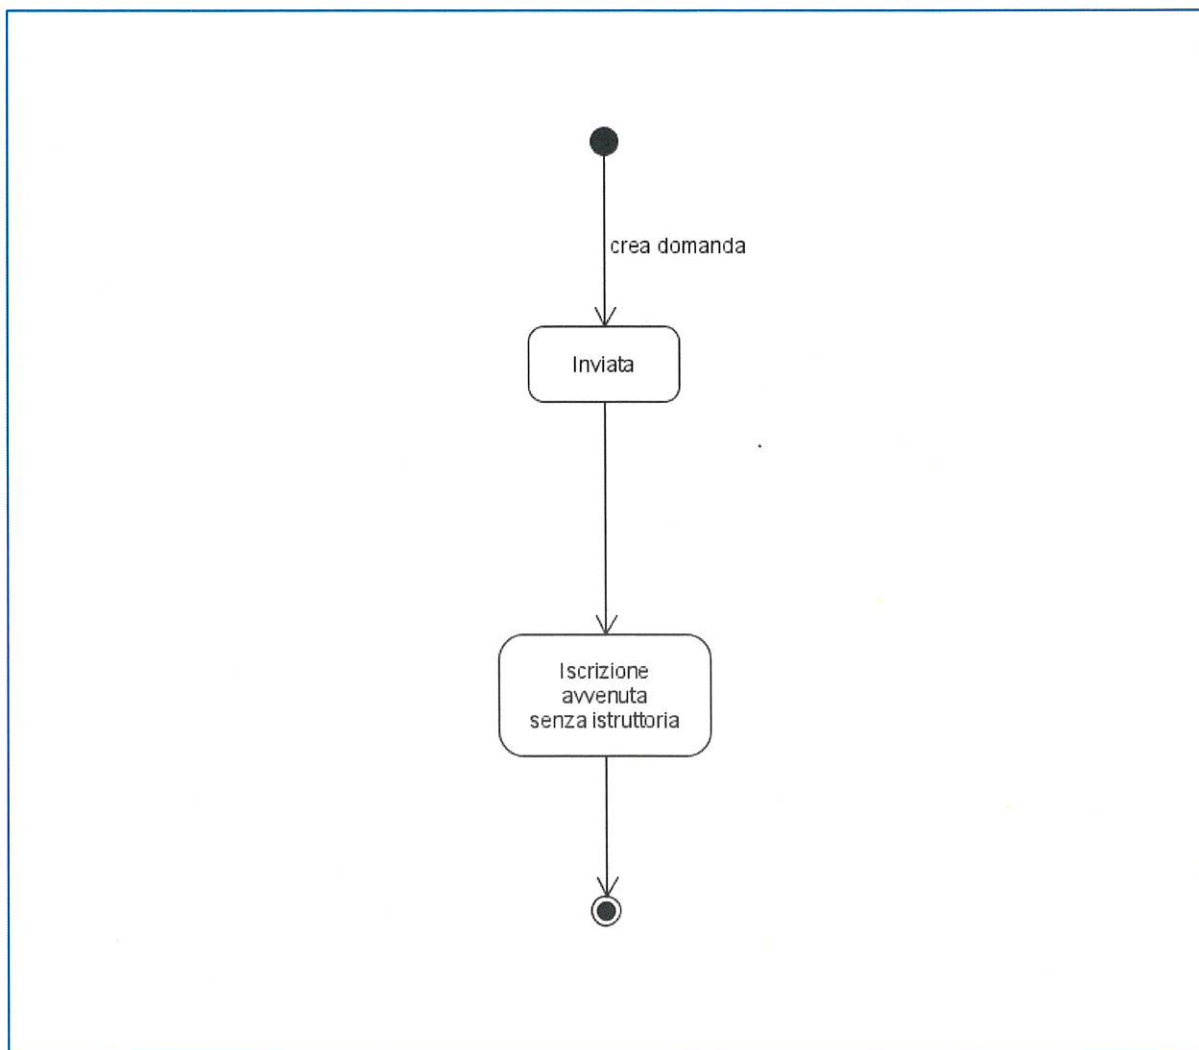 crea domanda
Inviata
Iscrizione
avvenuta
senza istruttoria